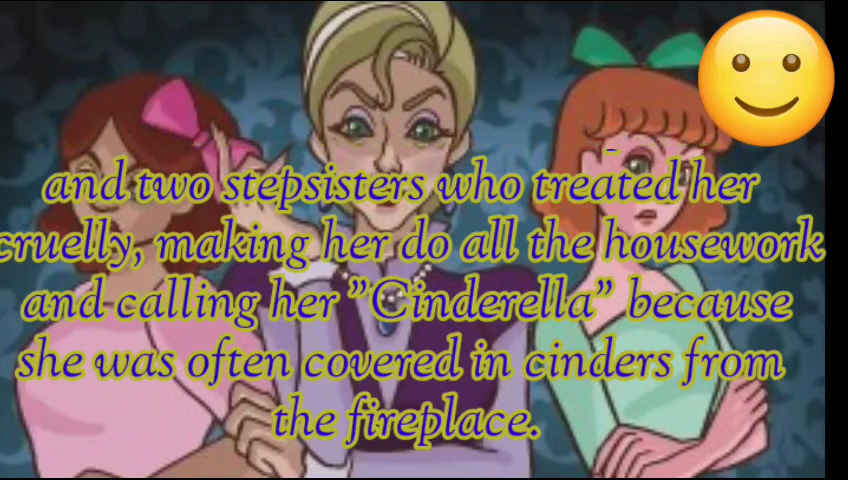 and two stepsisters who treated her
cruelly, making her do all the housework
and calling her ”Cinderella” because
she was often covered in cinders from
the fireplace.